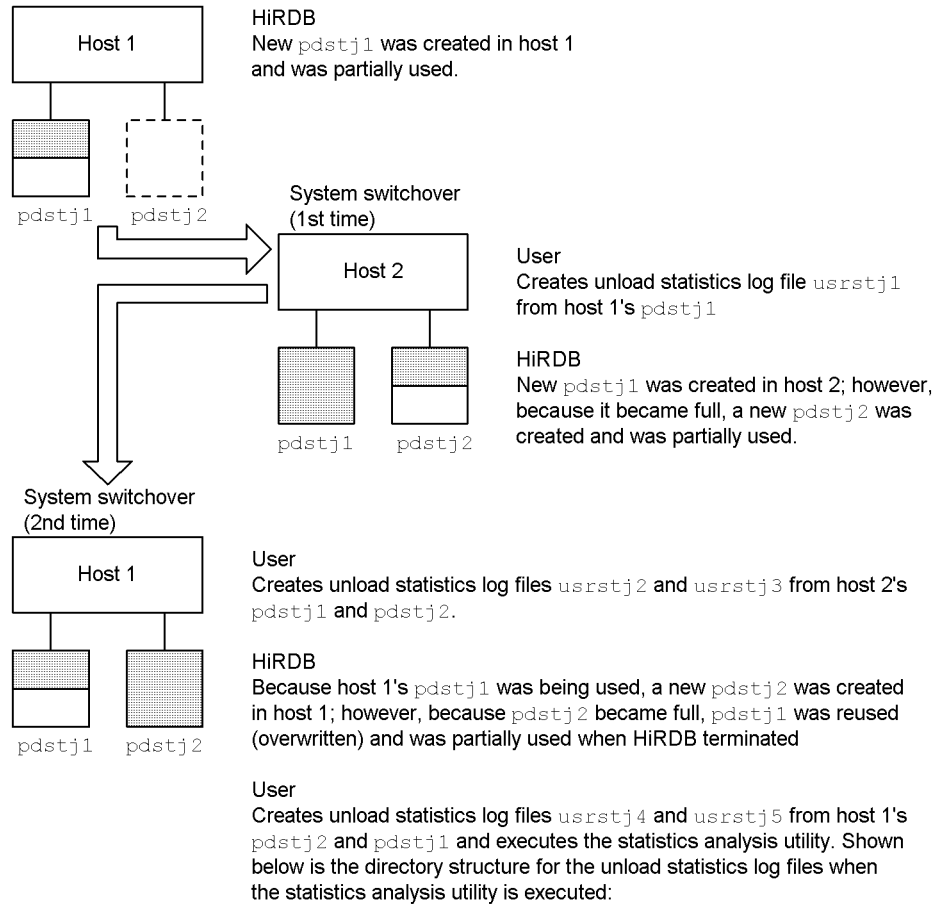 Host 1
HiRDB
New pdstj1 was created in host 1
and was partially used.
pdstj1
pdstj2
System switchover
(1st time)
Host 2
User
Creates unload statistics log file usrstj1
from host 1's pdstj1
HiRDB
New pdstj1 was created in host 2; however,
because it became full, a new pdstj2 was
created and was partially used.
pdstj1
pdstj2
System switchover
(2nd time)
Host 1
User
Creates unload statistics log files usrstj2 and usrstj3 from host 2's
pdstj1 and pdstj2.
HiRDB
Because host 1's pdstj1 was being used, a new pdstj2 was created
in host 1; however, because pdstj2 became full, pdstj1 was reused
(overwritten) and was partially used when HiRDB terminated
pdstj1
pdstj2
User
Creates unload statistics log files usrstj4 and usrstj5 from host 1's
pdstj2 and pdstj1 and executes the statistics analysis utility. Shown
below is the directory structure for the unload statistics log files when
the statistics analysis utility is executed: